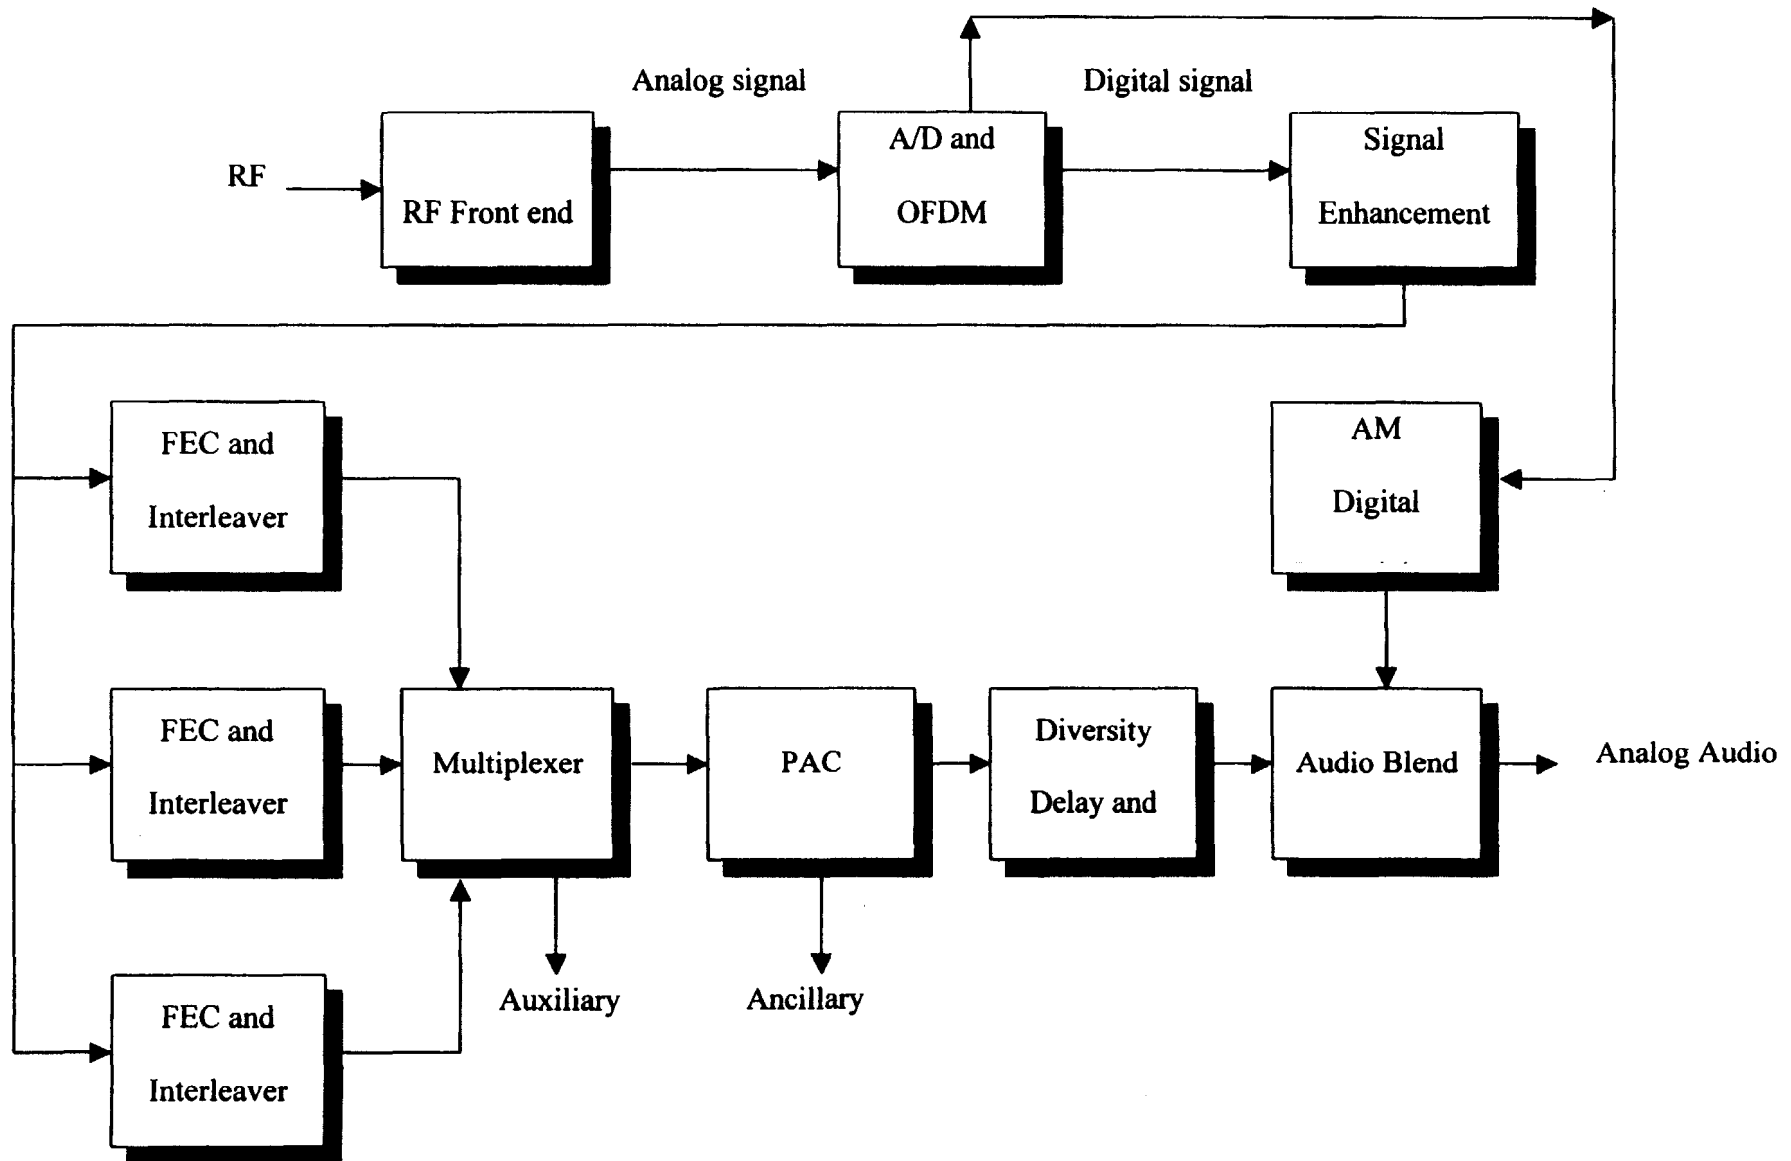 Analog signal
Digital signal
RF
RF Front end
A/D and
OFDM
Signal
Enhancement
FEC and
Interleaver
AM
Digital
FEC and
Interleaver
Multiplexer
PAC
Diversity
Delay and
Audio Blend
Analog Audio
Auxiliary
Ancillary
FEC and
Interleaver